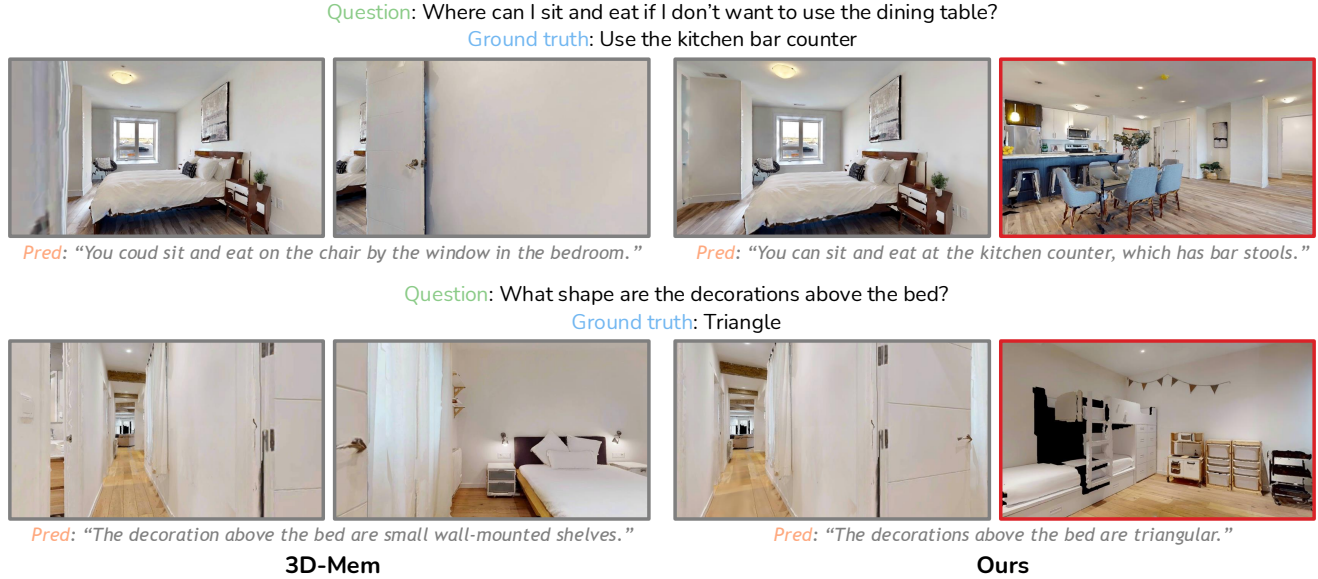 Question: Where can I sit and eat if I don’t want to use the dining table?
Ground truth: Use the kitchen bar counter
Pred: “You coud sit and eat on the chair by the window in the bedroom.”
Pred: “You can sit and eat at the kitchen counter, which has bar stools.”
Question: What shape are the decorations above the bed?
Ground truth: Triangle
Pred: “The decoration above the bed are small wall-mounted shelves.”
Pred: “The decorations above the bed are triangular.”
3D-Mem
Ours